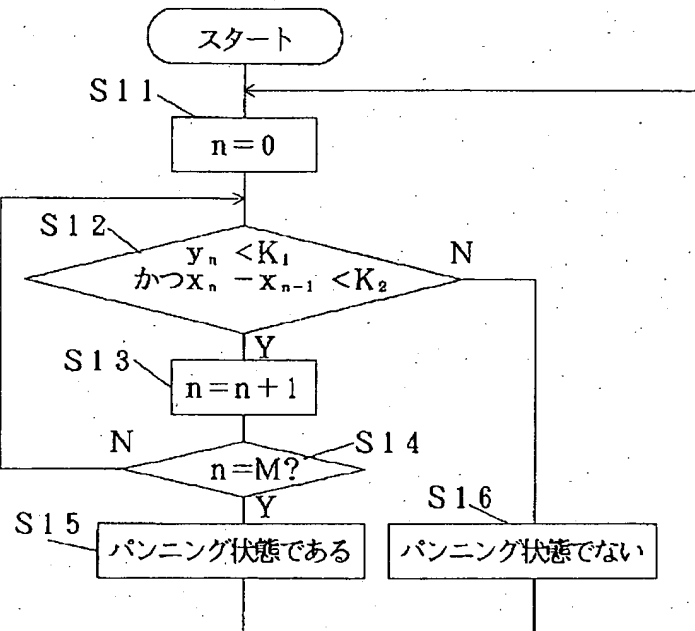 スタート
S11
n=0
S12
yₙ <K₁
かつxₙ −xₙ₋₁ <K₂
N
Y
S13
n=n+1
N
n=M?
S14
Y
S15
パンニング状態である
S16
パンニング状態でない